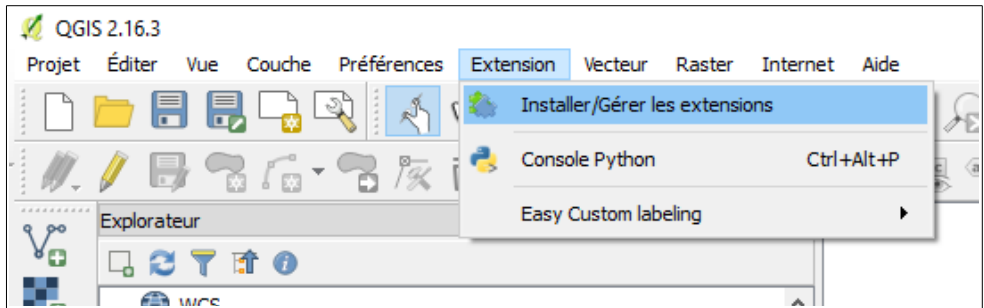 QGIS 2.16.3
Projet Éditer Vue Couche Préférences Extension Vecteur Raster Internet Aide
Installer/Gérer les extensions
Console Python Ctrl+Alt+P
Easy Custom labeling
Explorateur
WCS